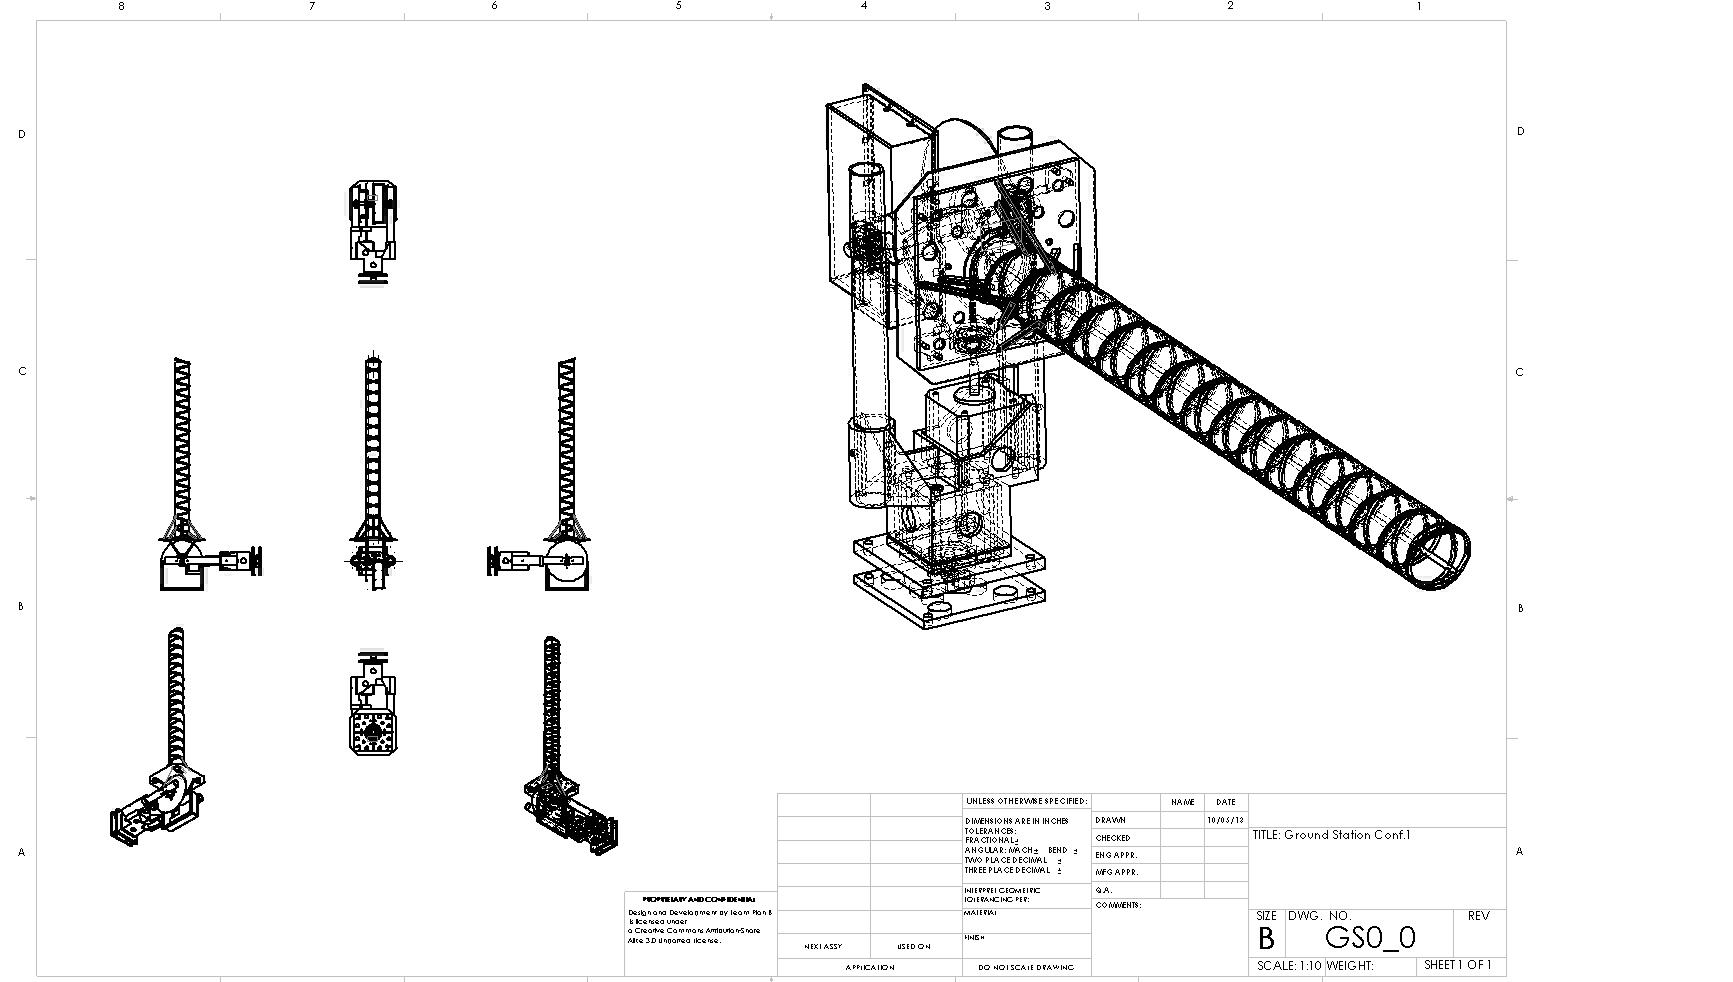 8 7 6 5 4 3 2 1
D D
C C
B B
A A
UNLESS OTHERWISE SPECIFIED:
DIMENSIONS ARE IN INCHES
TOLERANCES:
FRACTIONAL±
ANGULAR: MACH± BEND ±
TWO PLACE DECIMAL ±
THREE PLACE DECIMAL ±
INTERPRET GEOMETRIC
TOLERANCING PER:
MATERIAL
FINISH
DO NOT SCALE DRAWING
NAME DATE
DRAWN 10/05/13
CHECKED
ENG APPR.
MFG APPR.
Q.A.
COMMENTS:
TITLE: Ground Station Conf.1
SIZE DWG. NO. REV
B GS0_0
SCALE: 1:10 WEIGHT: SHEET 1 OF 1
PROPRIETARY AND CONFIDENTIAL
Design and Development by Team Plan B
is licensed under
a Creative Commons Attribution-Share
Alike 3.0 Unported License.
NEXT ASSY USED ON
APPLICATION